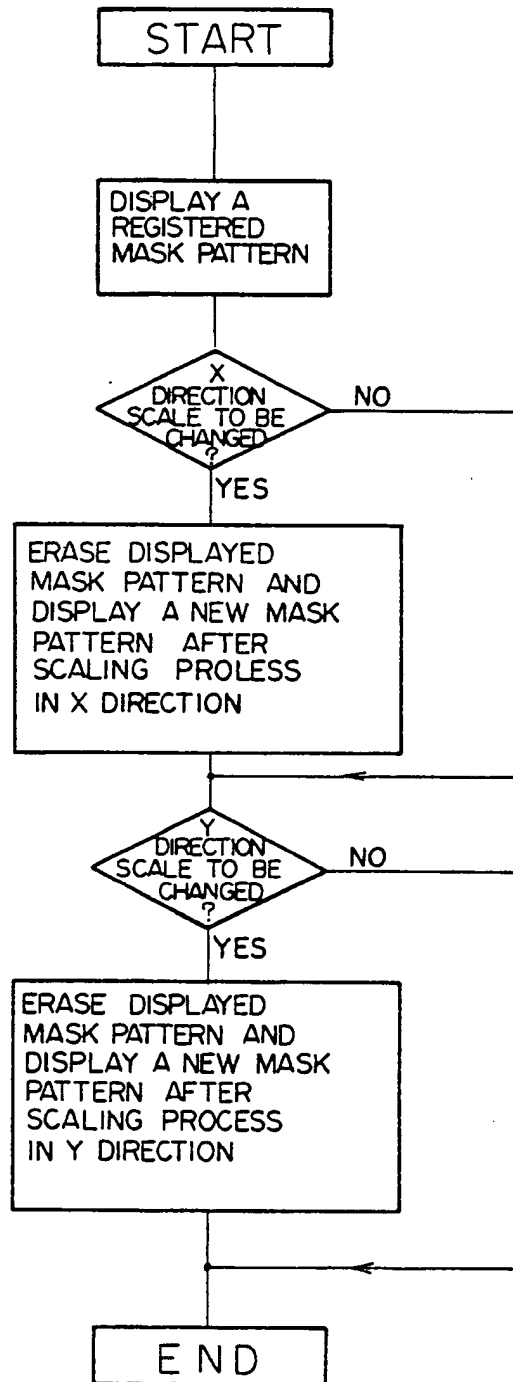 START
DISPLAY A
REGISTERED
MASK PATTERN
X
DIRECTION
SCALE TO BE
CHANGED
?
NO
YES
ERASE DISPLAYED
MASK PATTERN AND
DISPLAY A NEW MASK
PATTERN AFTER
SCALING PROLESS
IN X DIRECTION
Y
DIRECTION
SCALE TO BE
CHANGED
?
NO
YES
ERASE DISPLAYED
MASK PATTERN AND
DISPLAY A NEW MASK
PATTERN AFTER
SCALING PROCESS
IN Y DIRECTION
END